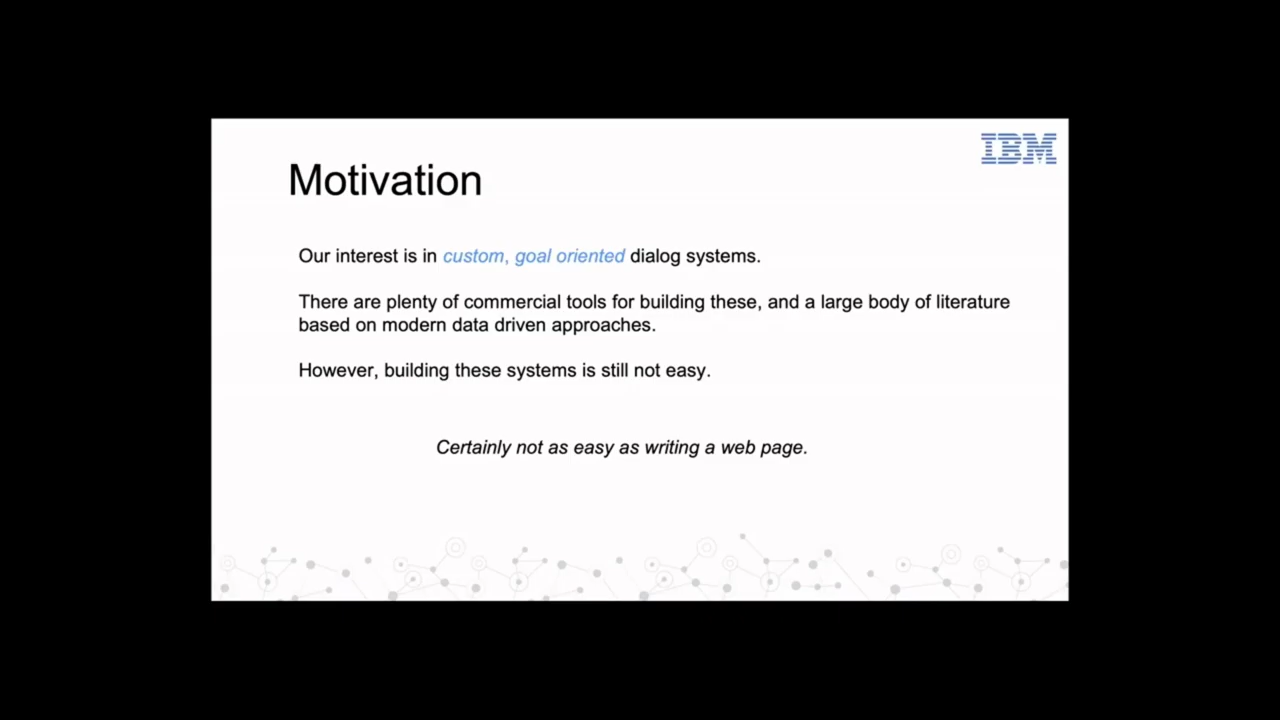 IBM
Motivation
Our interest is in custom, goal oriented dialog systems.
There are plenty of commercial tools for building these, and a large body of literature
based on modern data driven approaches.
However, building these systems is still not easy.
Certainly not as easy as writing a web page.